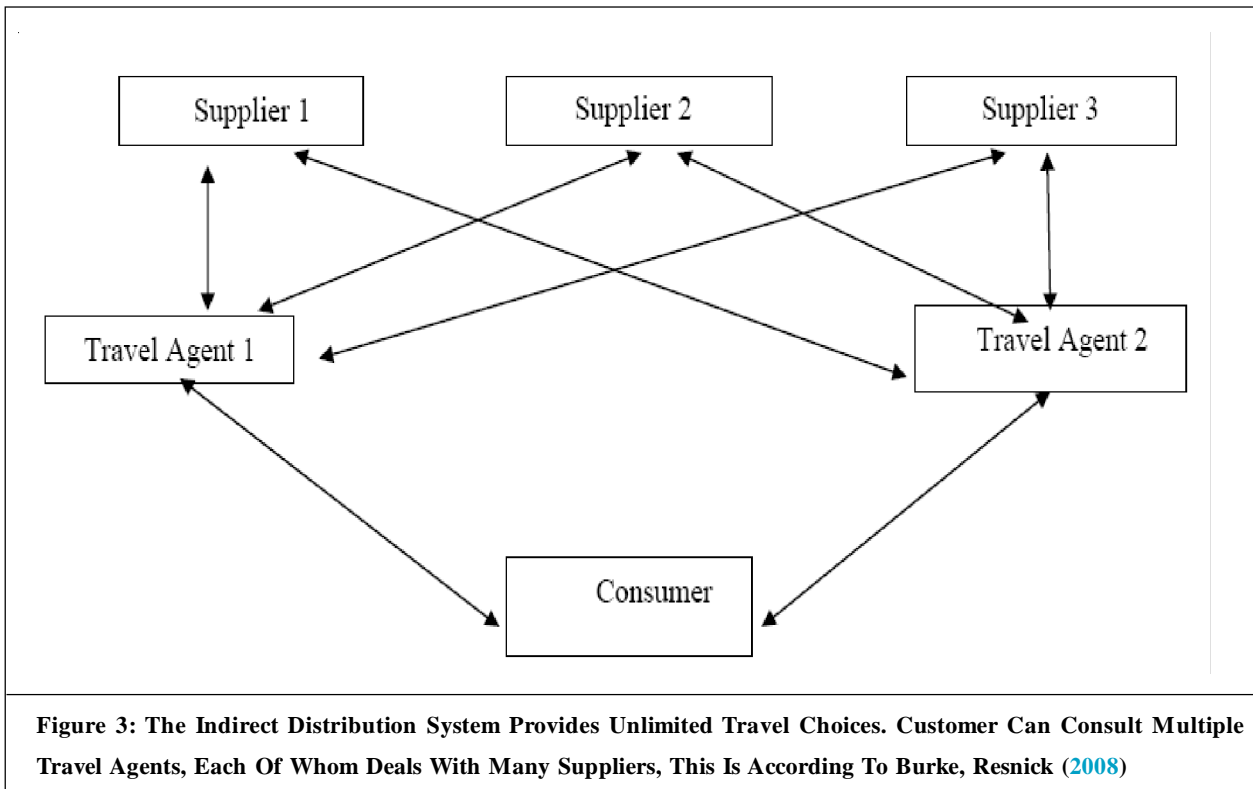 Supplier 1
Supplier 2
Supplier 3
Travel Agent 1
Travel Agent 2
Consumer
Figure 3: The Indirect Distribution System Provides Unlimited Travel Choices. Customer Can Consult Multiple
Travel Agents, Each Of Whom Deals With Many Suppliers, This Is According To Burke, Resnick (2008)